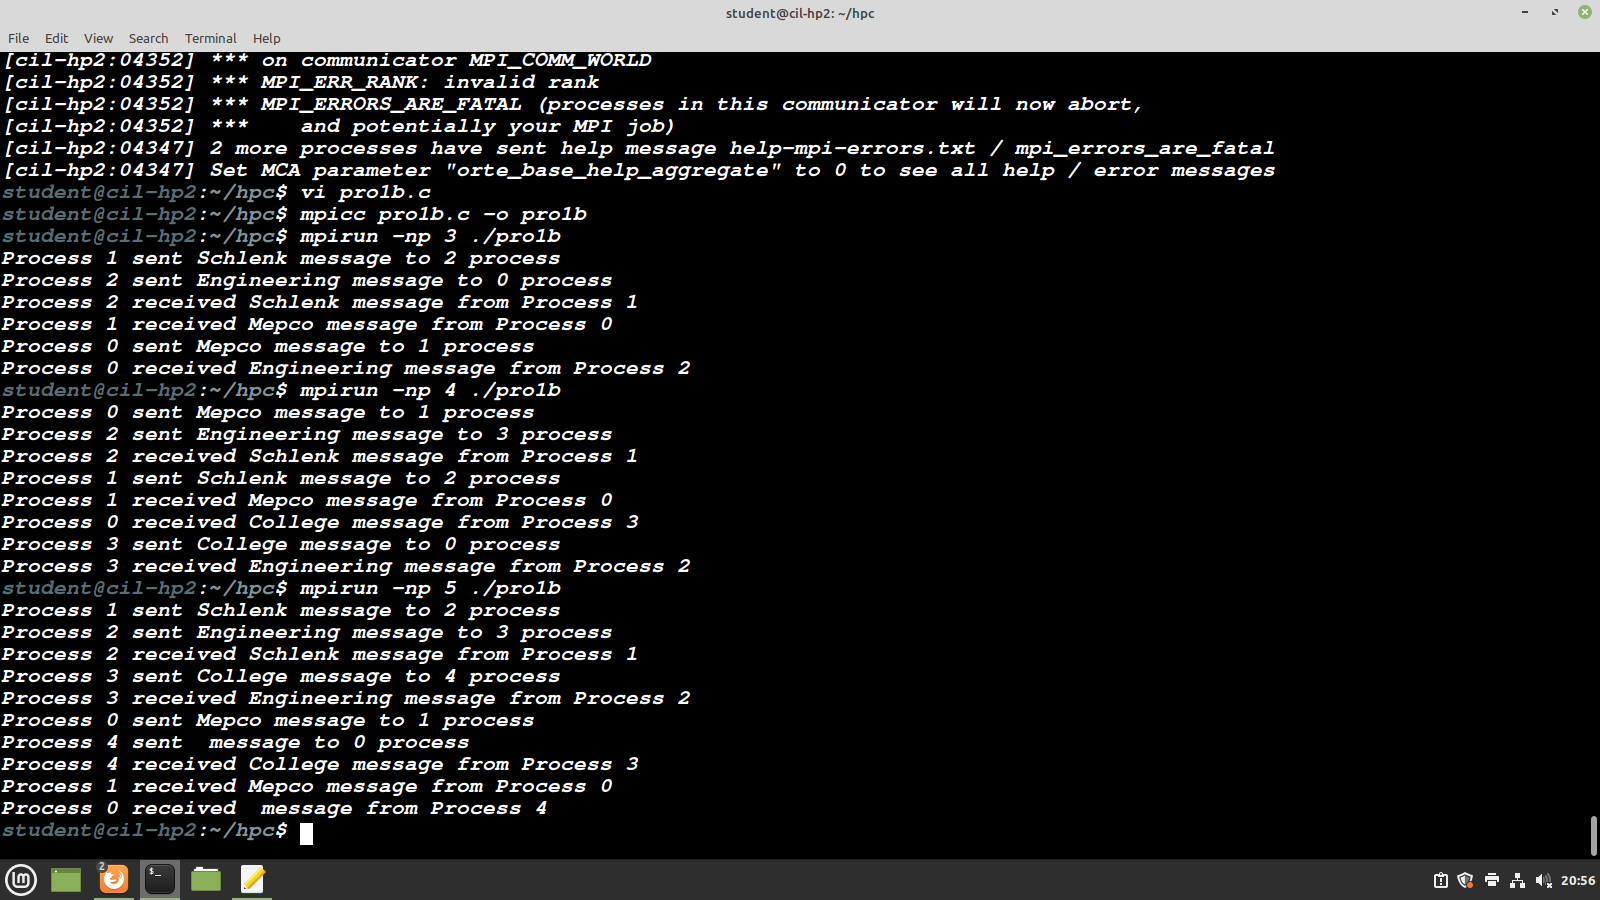 student@cil-hp2: ~/hpc
File Edit View Search Terminal Help
[cil-hp2:04352] *** on communicator MPI_COMM_WORLD
[cil-hp2:04352] *** MPI_ERR_RANK: invalid rank
[cil-hp2:04352] *** MPI_ERRORS_ARE_FATAL (processes in this communicator will now abort,
[cil-hp2:04352] ***    and potentially your MPI job)
[cil-hp2:04347] 2 more processes have sent help message help-mpi-errors.txt / mpi_errors_are_fatal
[cil-hp2:04347] Set MCA parameter "orte_base_help_aggregate" to 0 to see all help / error messages
student@cil-hp2:~/hpc$ vi pro1b.c
student@cil-hp2:~/hpc$ mpicc pro1b.c -o pro1b
student@cil-hp2:~/hpc$ mpirun -np 3 ./pro1b
Process 1 sent Schlenk message to 2 process
Process 2 sent Engineering message to 0 process
Process 2 received Schlenk message from Process 1
Process 1 received Mepco message from Process 0
Process 0 sent Mepco message to 1 process
Process 0 received Engineering message from Process 2
student@cil-hp2:~/hpc$ mpirun -np 4 ./pro1b
Process 0 sent Mepco message to 1 process
Process 2 sent Engineering message to 3 process
Process 2 received Schlenk message from Process 1
Process 1 sent Schlenk message to 2 process
Process 1 received Mepco message from Process 0
Process 0 received College message from Process 3
Process 3 sent College message to 0 process
Process 3 received Engineering message from Process 2
student@cil-hp2:~/hpc$ mpirun -np 5 ./pro1b
Process 1 sent Schlenk message to 2 process
Process 2 sent Engineering message to 3 process
Process 2 received Schlenk message from Process 1
Process 3 sent College message to 4 process
Process 3 received Engineering message from Process 2
Process 0 sent Mepco message to 1 process
Process 4 sent  message to 0 process
Process 4 received College message from Process 3
Process 1 received Mepco message from Process 0
Process 0 received  message from Process 4
student@cil-hp2:~/hpc$
2
20:56